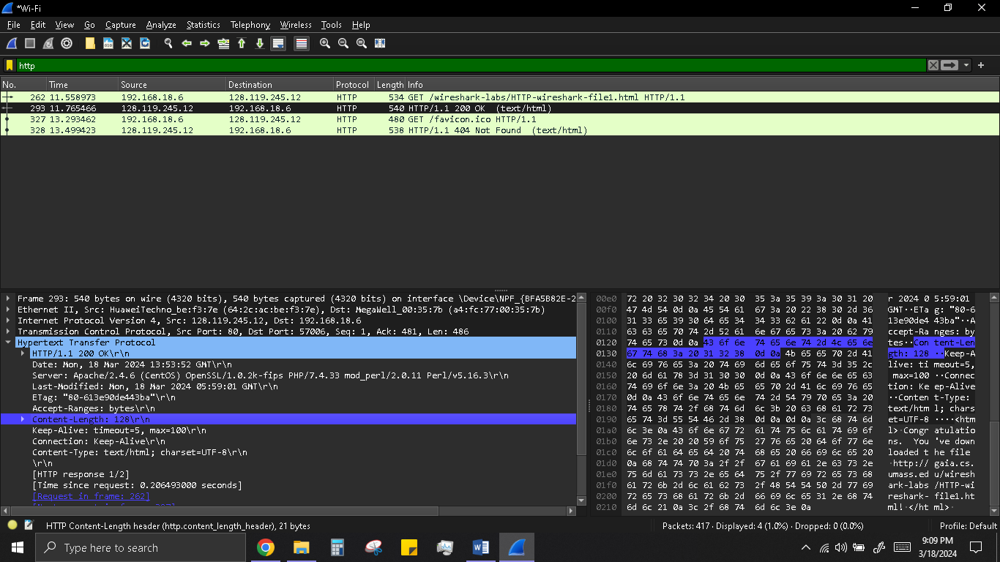 *Wi-Fi
File Edit View Go Capture Analyze Statistics Telephony Wireless Tools Help
http
No. Time Source Destination Protocol Length Info
262 11.558973 192.168.18.6 128.119.245.12 HTTP 534 GET /wireshark-labs/HTTP-wireshark-file1.html HTTP/1.1
293 11.765466 128.119.245.12 192.168.18.6 HTTP 540 HTTP/1.1 200 OK (text/html)
327 13.293462 192.168.18.6 128.119.245.12 HTTP 480 GET /favicon.ico HTTP/1.1
328 13.499423 128.119.245.12 192.168.18.6 HTTP 538 HTTP/1.1 404 Not Found (text/html)
Frame 293: 540 bytes on wire (4320 bits), 540 bytes captured (4320 bits) on interface \Device\NPF_{BFA5B82E-2
Ethernet II, Src: HuaweiTechno_be:f3:7e (64:2c:ac:be:f3:7e), Dst: MegaWell_00:35:7b (a4:fc:77:00:35:7b)
Internet Protocol Version 4, Src: 128.119.245.12, Dst: 192.168.18.6
Transmission Control Protocol, Src Port: 80, Dst Port: 57006, Seq: 1, Ack: 481, Len: 486
Hypertext Transfer Protocol
HTTP/1.1 200 OK\r\n
Date: Mon, 18 Mar 2024 13:53:52 GMT\r\n
Server: Apache/2.4.6 (CentOS) OpenSSL/1.0.2k-fips PHP/7.4.33 mod_perl/2.0.11 Perl/v5.16.3\r\n
Last-Modified: Mon, 18 Mar 2024 05:59:01 GMT\r\n
ETag: "80-613e90de443ba"\r\n
Accept-Ranges: bytes\r\n
Content-Length: 128\r\n
Keep-Alive: timeout=5, max=100\r\n
Connection: Keep-Alive\r\n
Content-Type: text/html; charset=UTF-8\r\n
\r\n
[HTTP response 1/2]
[Time since request: 0.206493000 seconds]
[Request in frame: 262]
00e0 72 20 32 30 32 34 20 30 35 3a 35 39 3a 30 31 20 r 2024 0 5:59:01
00f0 47 4d 54 0d 0a 45 54 61 67 3a 20 22 38 30 2d 36 GMT··ETa g: "80-6
0100 31 33 65 39 30 64 65 34 34 33 62 61 22 0d 0a 41 13e90de4 43ba"··A
0110 63 63 65 70 74 2d 52 61 6e 67 65 73 3a 20 62 79 ccept-Ra nges: by
0120 74 65 73 0d 0a 43 6f 6e 74 65 6e 74 2d 4c 65 6e tes··Con tent-Len
0130 67 74 68 3a 20 31 32 38 0d 0a 4b 65 65 70 2d 41 gth: 128 ··Keep-A
0140 6c 69 76 65 3a 20 74 69 6d 65 6f 75 74 3d 35 2c live: ti meout=5,
0150 20 6d 61 78 3d 31 30 30 0d 0a 43 6f 6e 6e 65 63 max=100 ··Connec
0160 74 69 6f 6e 3a 20 4b 65 65 70 2d 41 6c 69 76 65 tion: Ke ep-Alive
0170 0d 0a 43 6f 6e 74 65 6e 74 2d 54 79 70 65 3a 20 ··Conten t-Type:
0180 74 65 78 74 2f 68 74 6d 6c 3b 20 63 68 61 72 73 text/htm l; chars
0190 65 74 3d 55 54 46 2d 38 0d 0a 0d 0a 3c 68 74 6d et=UTF-8 ····<htm
01a0 6c 3e 0a 43 6f 6e 67 72 61 74 75 6c 61 74 69 6f l>·Congr atulatio
01b0 6e 73 2e 20 20 59 6f 75 27 76 65 20 64 6f 77 6e ns. You 've down
01c0 6c 6f 61 64 65 64 20 74 68 65 20 66 69 6c 65 20 loaded t he file
01d0 0a 68 74 74 70 3a 2f 2f 67 61 69 61 2e 63 73 2e ·http:// gaia.cs.
01e0 75 6d 61 73 73 2e 65 64 75 2f 77 69 72 65 73 68 umass.ed u/wiresh
01f0 61 72 6b 2d 6c 61 62 73 2f 48 54 54 50 2d 77 69 ark-labs /HTTP-wi
0200 72 65 73 68 61 72 6b 2d 66 69 6c 65 31 2e 68 74 reshark- file1.ht
0210 6d 6c 21 0a 3c 2f 68 74 6d 6c 3e 0a ml!·</ht ml>·
HTTP Content-Length header (http.content_length_header), 21 bytes
Packets: 417 · Displayed: 4 (1.0%) · Dropped: 0 (0.0%)
Profile: Default
Type here to search
9:09 PM
3/18/2024